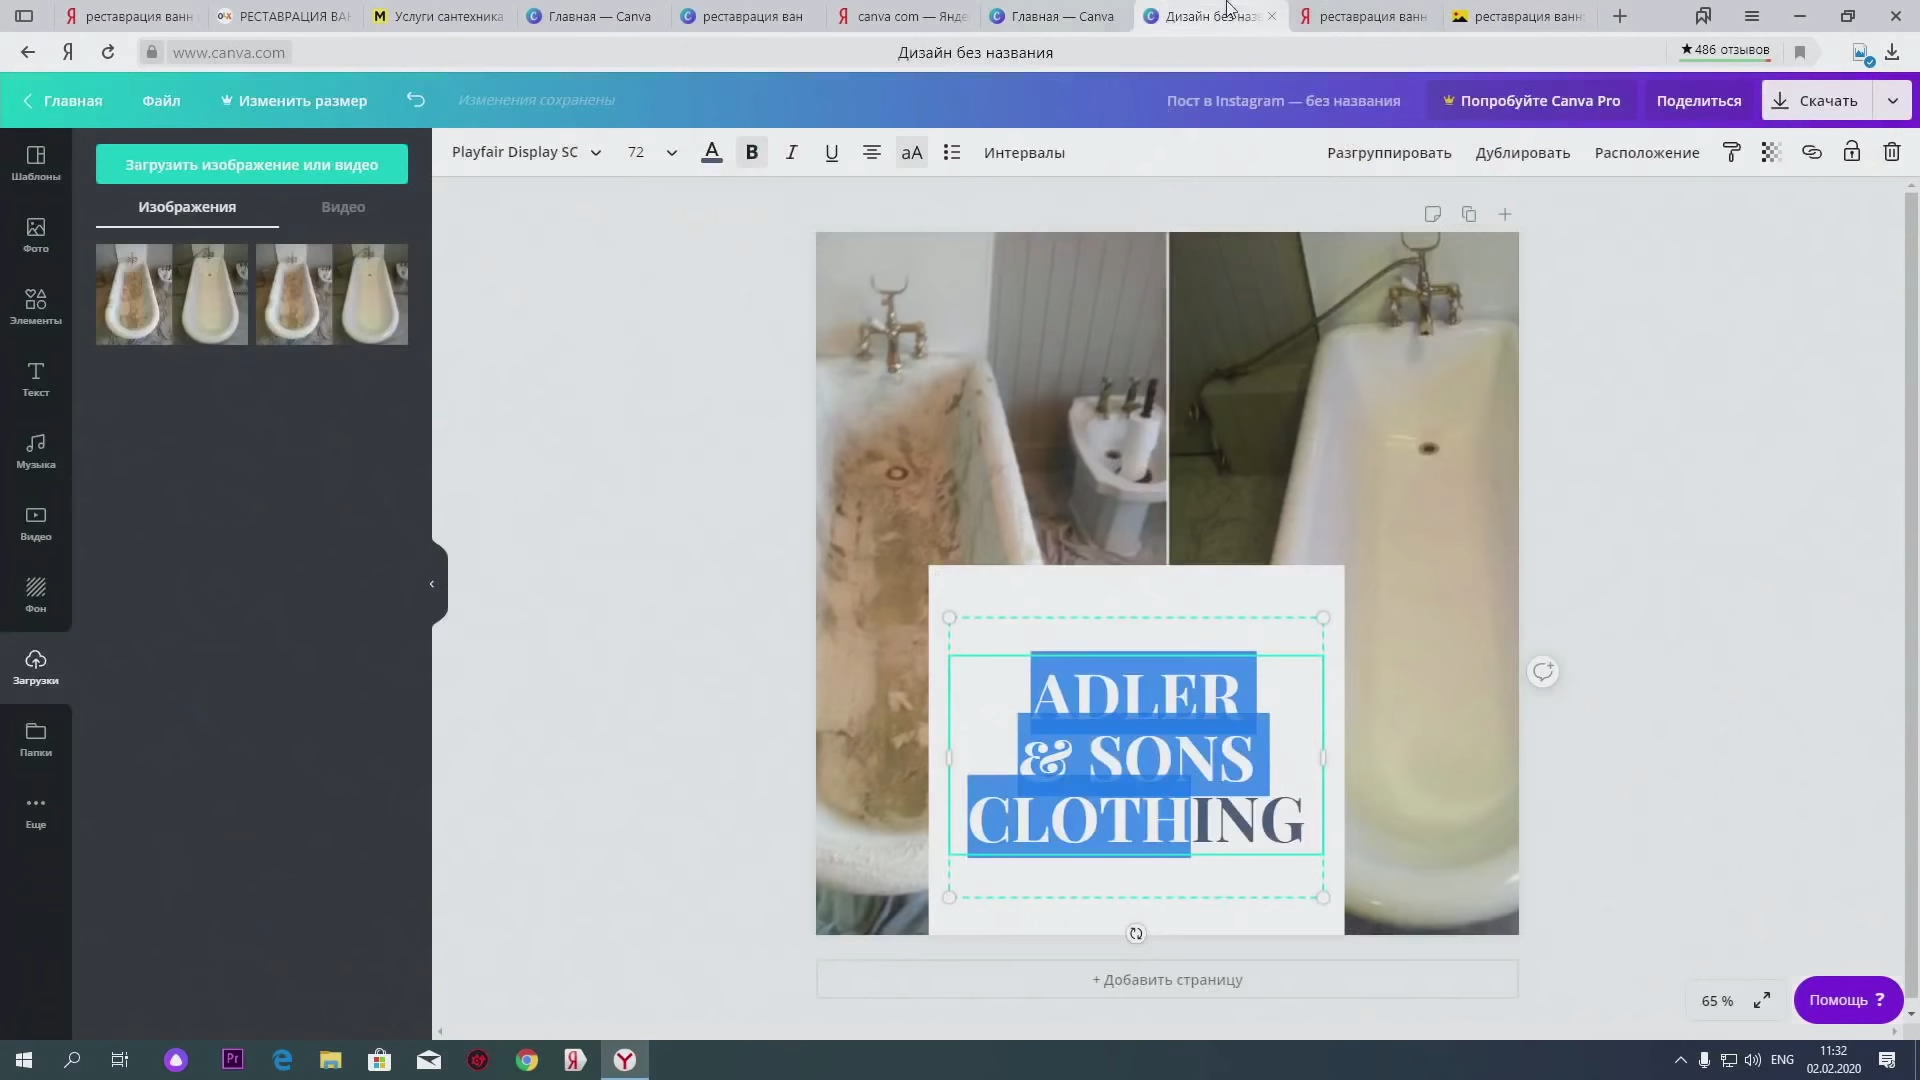 реставрация ванн
РЕСТАВРАЦИЯ ВАН
Услуги сантехника
Главная — Canva
реставрация ван
canva com — Янде
Главная — Canva
Дизайн без назв
реставрация ванн
реставрация ванн
www.canva.com
Дизайн без названия
★486 отзывов
Главная
Файл
Изменить размер
Изменения сохранены
Пост в Instagram — без названия
Попробуйте Canva Pro
Поделиться
Скачать
Загрузить изображение или видео
Изображения
Видео
Playfair Display SC
72
A
B
I
U
aA
Интервалы
Разгруппировать
Дублировать
Расположение
Шаблоны
Фото
Элементы
Текст
Музыка
Видео
Фон
Загрузки
Папки
Еще
ADLER
& SONS
CLOTHING
+ Добавить страницу
65 %
Помощь ?
ENG
11:32
02.02.2020